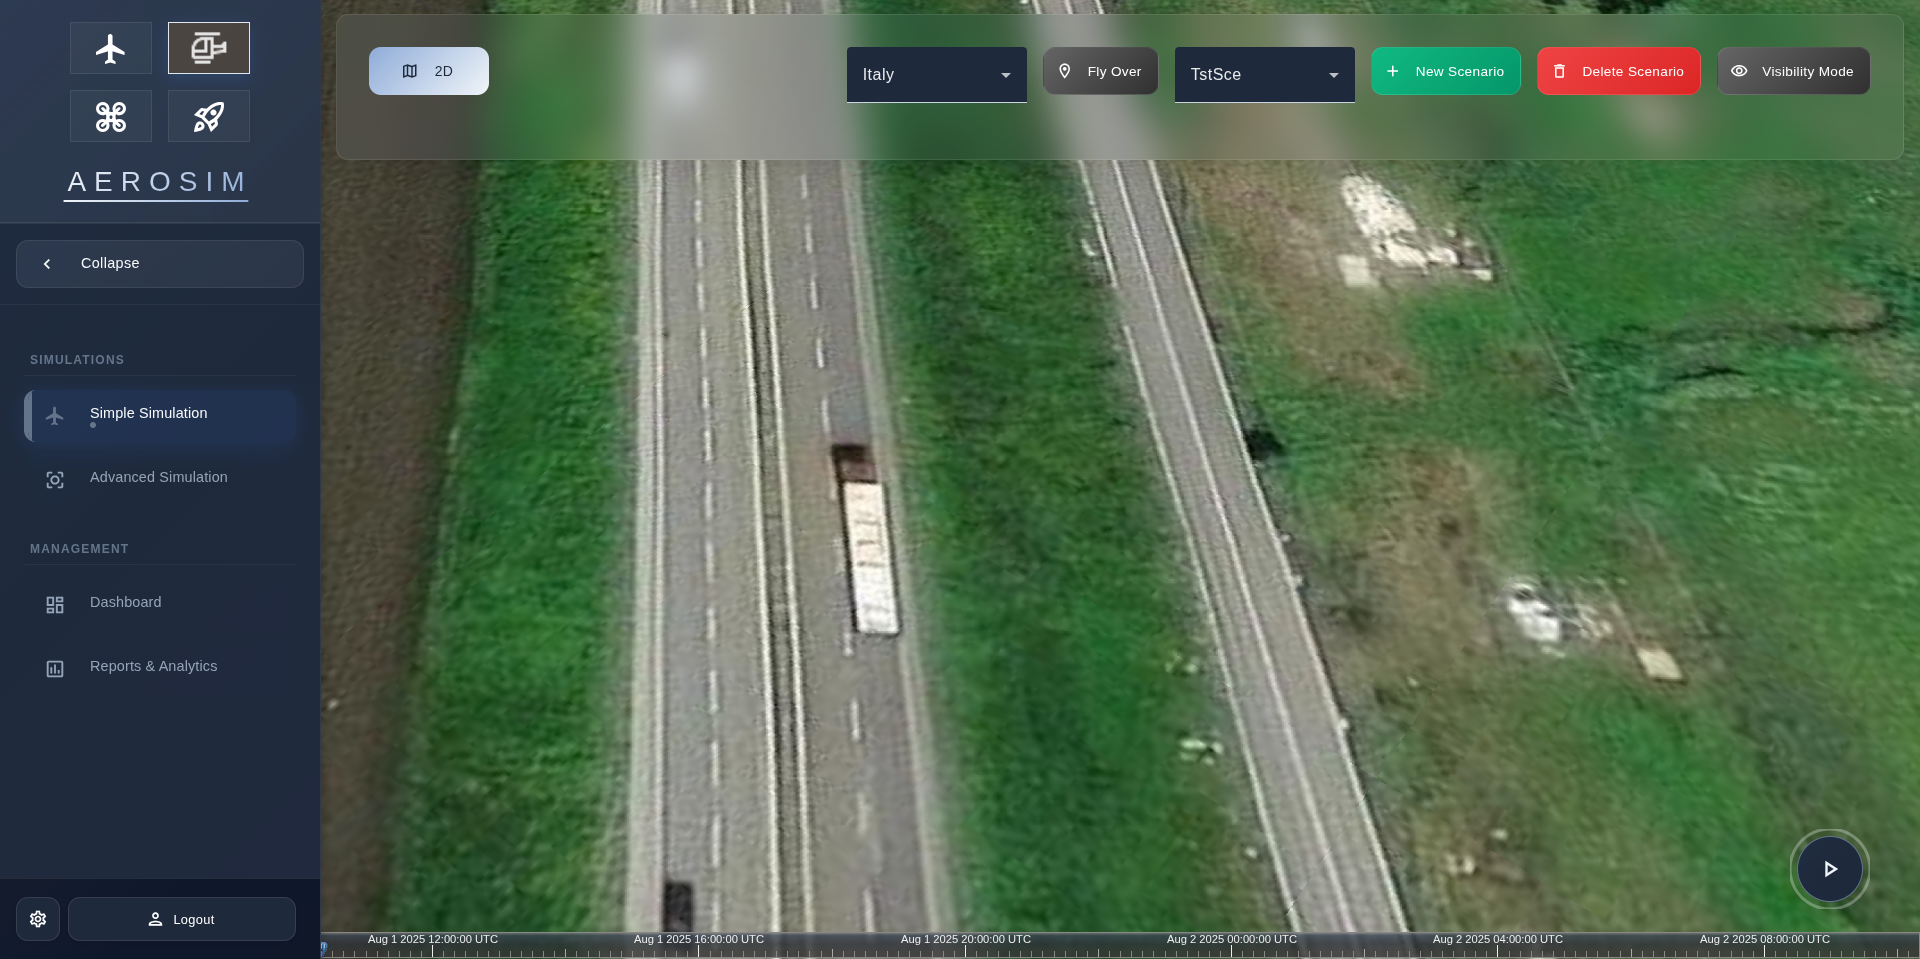 AEROSIM
Collapse
SIMULATIONS
Simple Simulation
Advanced Simulation
MANAGEMENT
Dashboard
Reports & Analytics
Logout
2D
Italy
Fly Over
TstSce
New Scenario
Delete Scenario
Visibility Mode
Aug 1 2025 12:00:00 UTC
Aug 1 2025 16:00:00 UTC
Aug 1 2025 20:00:00 UTC
Aug 2 2025 00:00:00 UTC
Aug 2 2025 04:00:00 UTC
Aug 2 2025 08:00:00 UTC